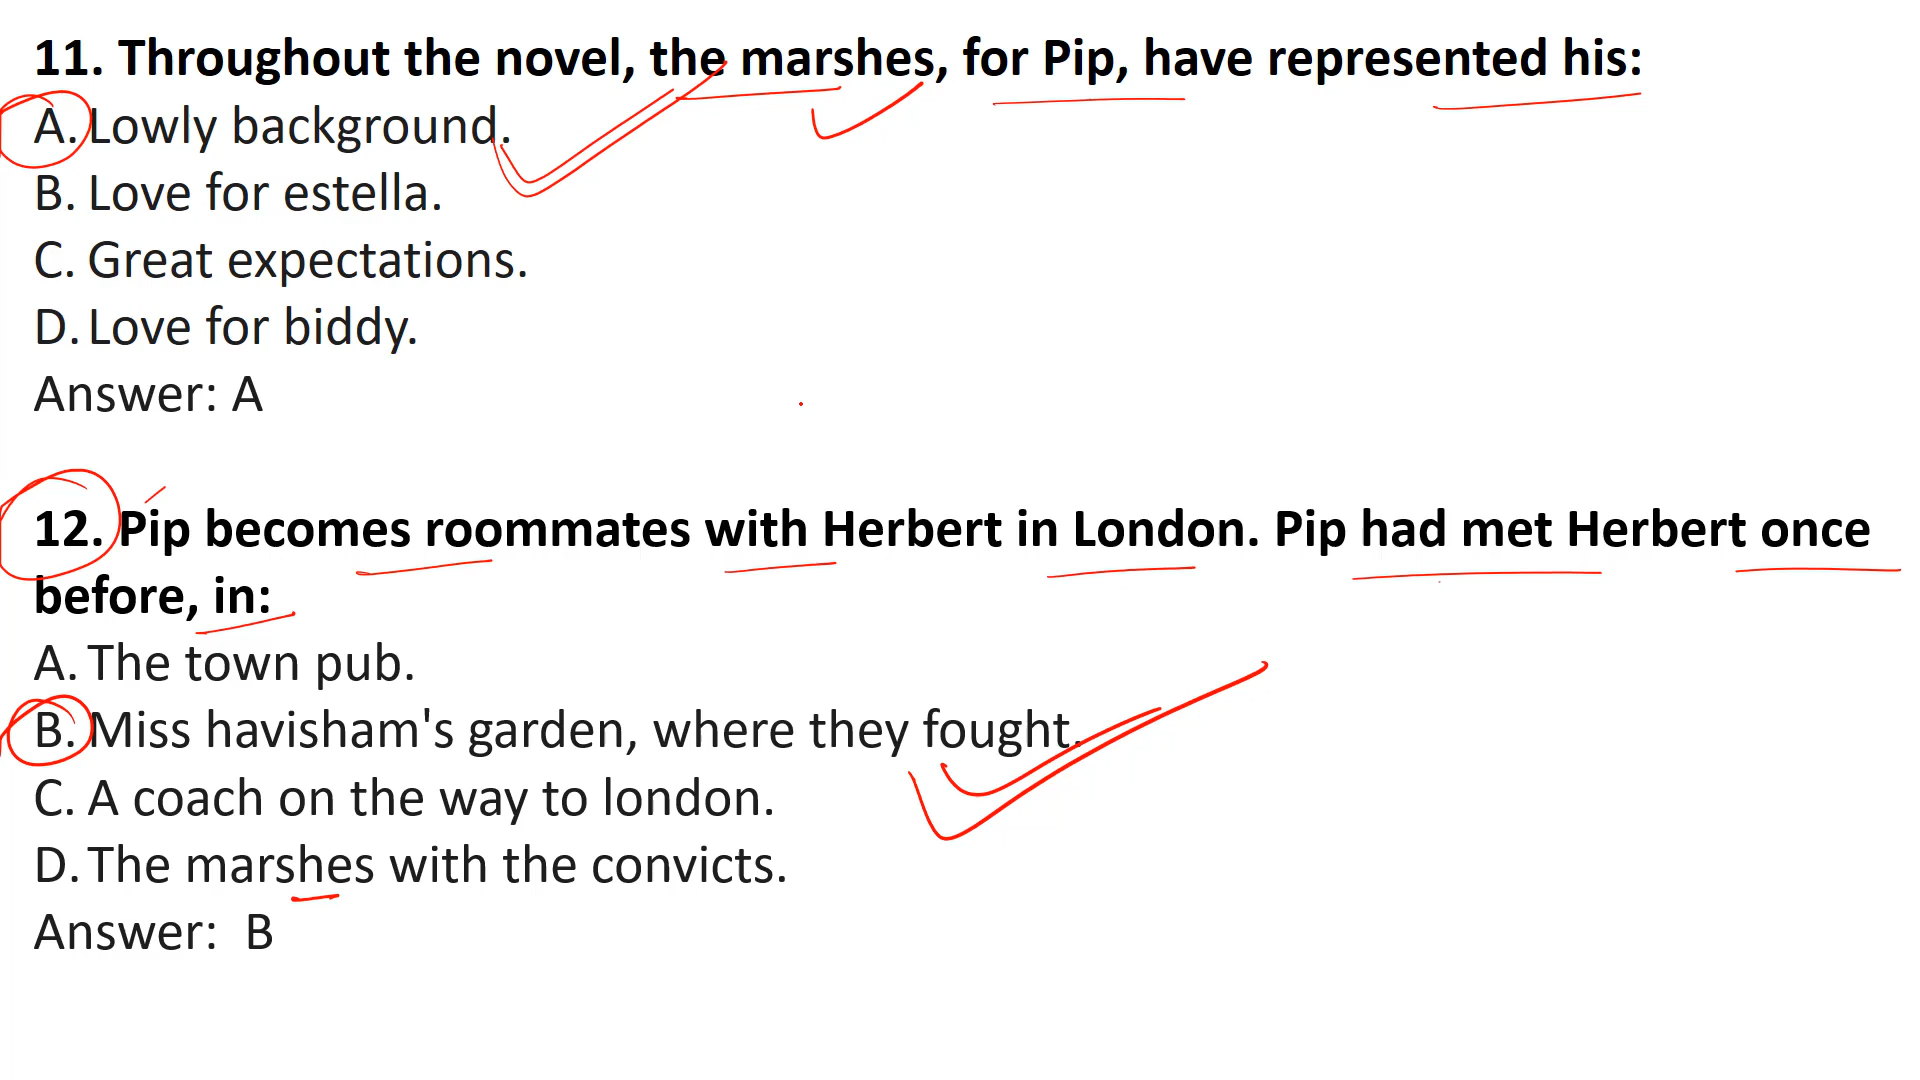 11. Throughout the novel, the marshes, for Pip, have represented his:
A. Lowly background.
B. Love for estella.
C. Great expectations.
D. Love for biddy.
Answer: A
12. Pip becomes roommates with Herbert in London. Pip had met Herbert once
before, in:
A. The town pub.
B. Miss havisham's garden, where they fought.
C. A coach on the way to london.
D. The marshes with the convicts.
Answer:  B